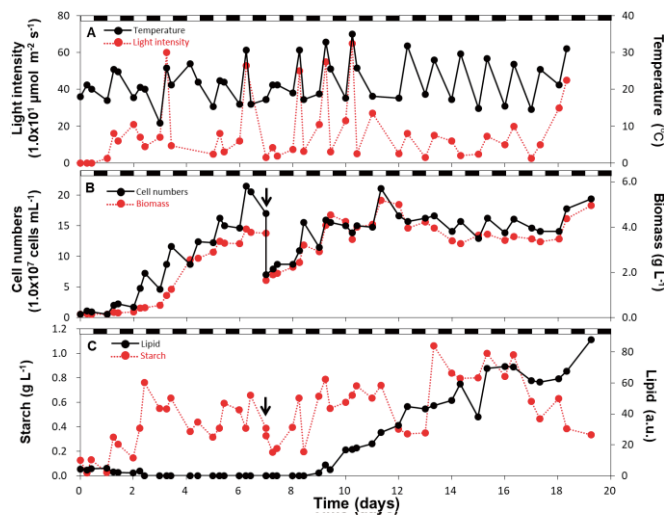 A
Temperature
Light intensity
Light intensity
(1.0x10¹ µmol m⁻² s⁻¹)
80
60
40
20
0
40
30
20
10
0
Temperature
(℃)
B
Cell numbers
Biomass
Cell numbers
(1.0x10⁷ cells mL⁻¹)
20
15
10
5
0
6.0
4.0
2.0
0.0
Biomass (g L⁻¹)
C
Lipid
Starch
Starch (g L⁻¹)
1.2
1.0
0.8
0.6
0.4
0.2
0.0
80
60
40
20
0
Lipid
(a.u.)
0 2 4 6 8 10 12 14 16 18 20
Time (days)